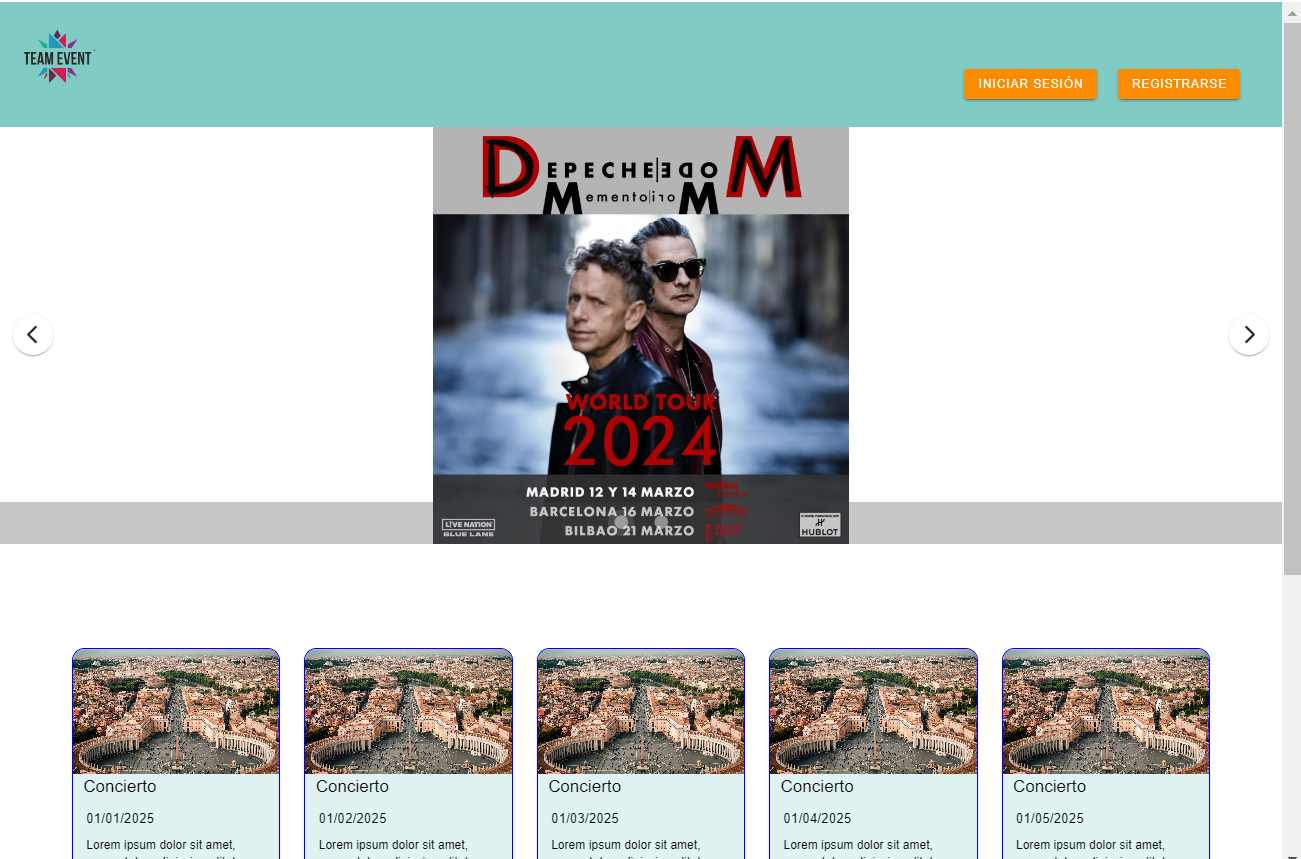 TEAM EVENT
INICIAR SESIÓN
REGISTRARSE
DEPECHE MODE
Memento Mori M
WORLD TOUR
2024
MADRID 12 Y 14 MARZO
BARCELONA 16 MARZO
BILBAO 21 MARZO
LIVE NATION
BLUE LANE
HUBLOT
Concierto
01/01/2025
Lorem ipsum dolor sit amet,
Concierto
01/02/2025
Lorem ipsum dolor sit amet,
Concierto
01/03/2025
Lorem ipsum dolor sit amet,
Concierto
01/04/2025
Lorem ipsum dolor sit amet,
Concierto
01/05/2025
Lorem ipsum dolor sit amet,